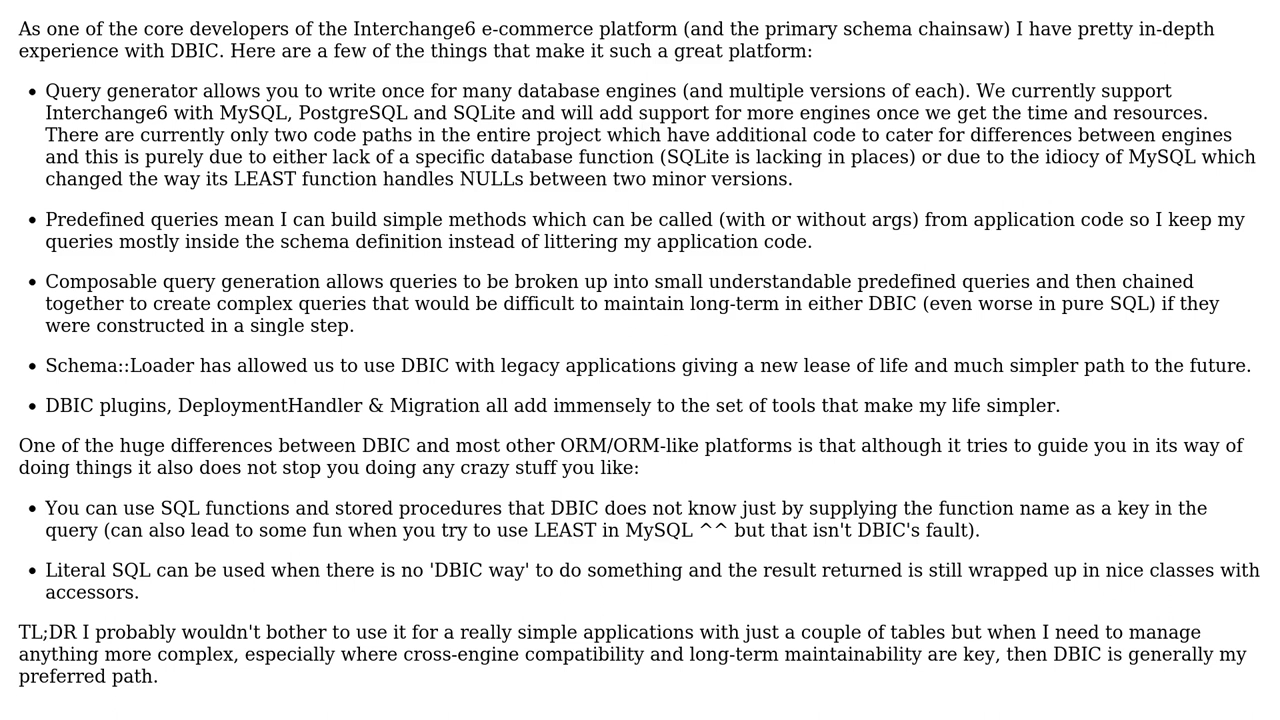 As one of the core developers of the Interchange6 e-commerce platform (and the primary schema chainsaw) I have pretty in-depth
experience with DBIC. Here are a few of the things that make it such a great platform:
• Query generator allows you to write once for many database engines (and multiple versions of each). We currently support
Interchange6 with MySQL, PostgreSQL and SQLite and will add support for more engines once we get the time and resources.
There are currently only two code paths in the entire project which have additional code to cater for differences between engines
and this is purely due to either lack of a specific database function (SQLite is lacking in places) or due to the idiocy of MySQL which
changed the way its LEAST function handles NULLs between two minor versions.
• Predefined queries mean I can build simple methods which can be called (with or without args) from application code so I keep my
queries mostly inside the schema definition instead of littering my application code.
• Composable query generation allows queries to be broken up into small understandable predefined queries and then chained
together to create complex queries that would be difficult to maintain long-term in either DBIC (even worse in pure SQL) if they
were constructed in a single step.
• Schema::Loader has allowed us to use DBIC with legacy applications giving a new lease of life and much simpler path to the future.
• DBIC plugins, DeploymentHandler & Migration all add immensely to the set of tools that make my life simpler.
One of the huge differences between DBIC and most other ORM/ORM-like platforms is that although it tries to guide you in its way of
doing things it also does not stop you doing any crazy stuff you like:
• You can use SQL functions and stored procedures that DBIC does not know just by supplying the function name as a key in the
query (can also lead to some fun when you try to use LEAST in MySQL ^^ but that isn't DBIC's fault).
• Literal SQL can be used when there is no 'DBIC way' to do something and the result returned is still wrapped up in nice classes with
accessors.
TL;DR I probably wouldn't bother to use it for a really simple applications with just a couple of tables but when I need to manage
anything more complex, especially where cross-engine compatibility and long-term maintainability are key, then DBIC is generally my
preferred path.